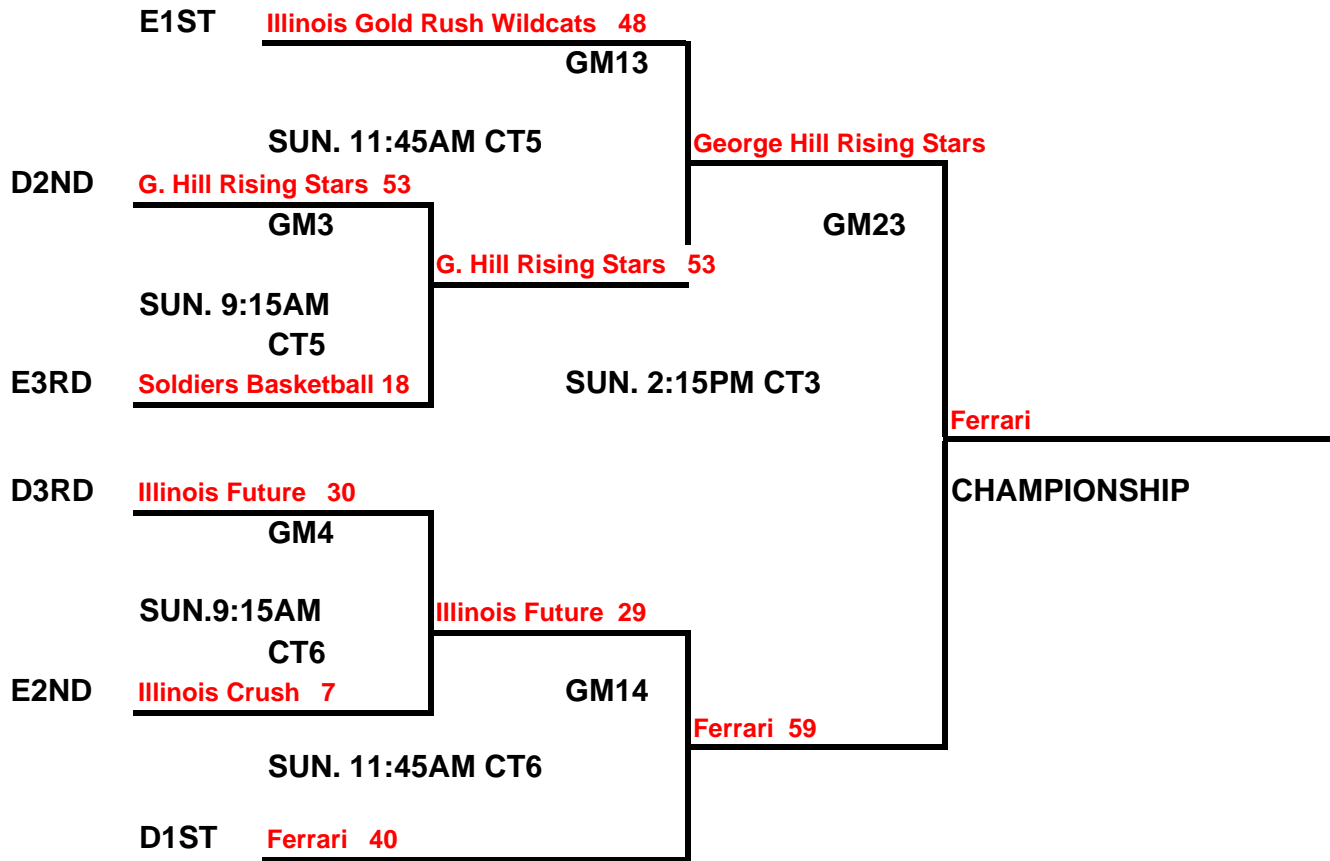 E1ST Illinois Gold Rush Wildcats 48
GM13
SUN. 11:45AM CT5
George Hill Rising Stars
D2ND G. Hill Rising Stars 53
GM3
GM23
G. Hill Rising Stars 53
SUN. 9:15AM
CT5
E3RD Soldiers Basketball 18
SUN. 2:15PM CT3
Ferrari
D3RD Illinois Future 30
CHAMPIONSHIP
GM4
SUN.9:15AM
Illinois Future 29
CT6
E2ND Illinois Crush 7
GM14
Ferrari 59
SUN. 11:45AM CT6
D1ST Ferrari 40